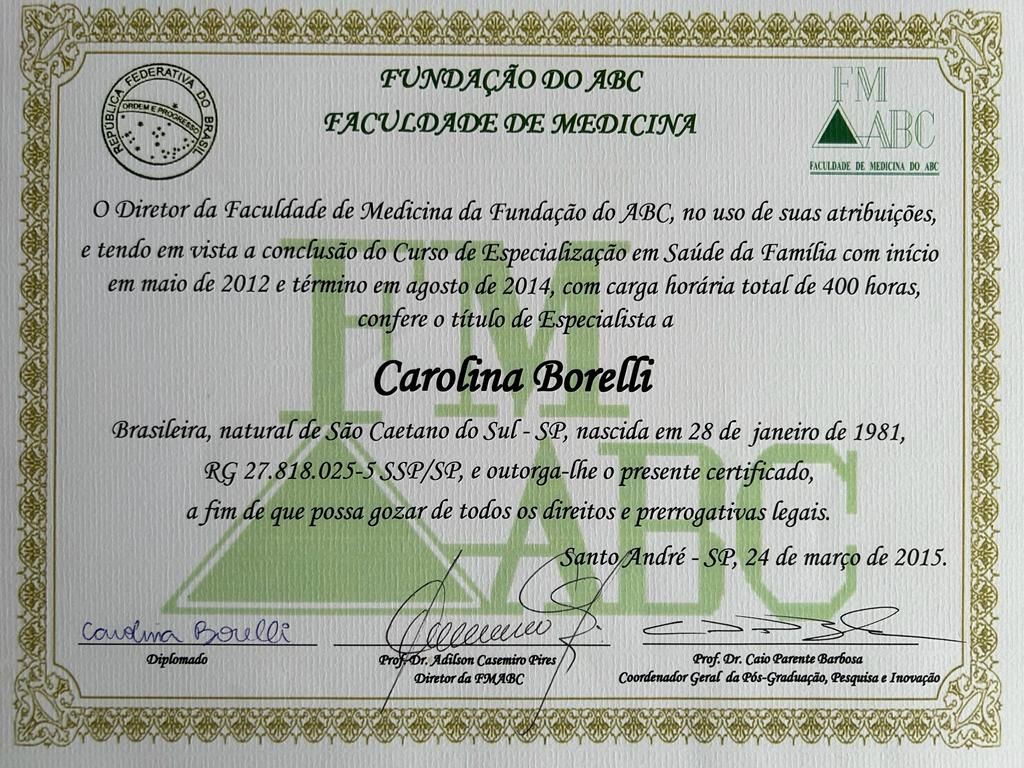 FUNDAÇÃO DO ABC
FACULDADE DE MEDICINA
REPÚBLICA FEDERATIVA DO BRASIL
ORDEM E PROGRESSO
FM
ABC
FACULDADE DE MEDICINA DO ABC
O Diretor da Faculdade de Medicina da Fundação do ABC, no uso de suas atribuições,
e tendo em vista a conclusão do Curso de Especialização em Saúde da Família com início
em maio de 2012 e término em agosto de 2014, com carga horária total de 400 horas,
confere o título de Especialista a
Carolina Borelli
Brasileira, natural de São Caetano do Sul - SP, nascida em 28 de janeiro de 1981,
RG 27.818.025-5 SSP/SP, e outorga-lhe o presente certificado,
a fim de que possa gozar de todos os direitos e prerrogativas legais.
FM
ABC
Santo André - SP, 24 de março de 2015.
Carolina Borelli
Diplomado
Prof. Dr. Adilson Casemiro Pires
Diretor da FMABC
Prof. Dr. Caio Parente Barbosa
Coordenador Geral da Pós-Graduação, Pesquisa e Inovação